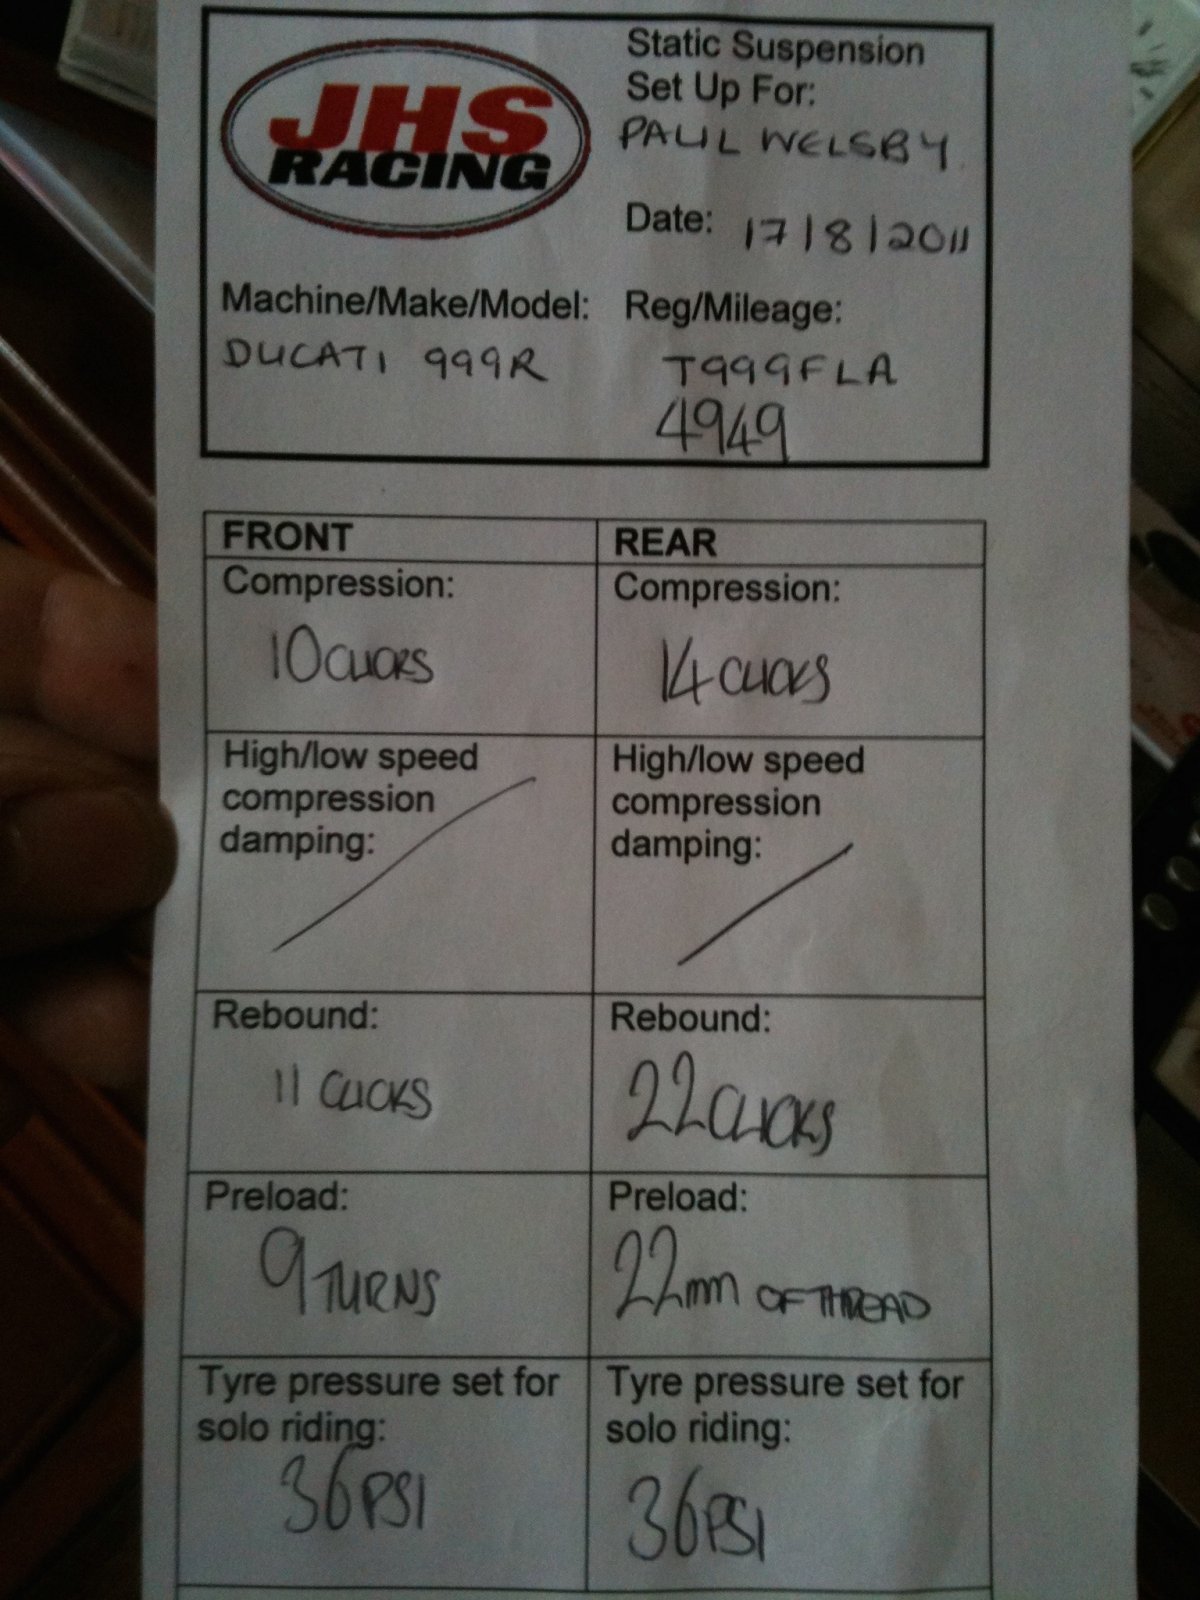 JHS
RACING
Static Suspension
Set Up For:
PAUL WELSBY
Date: 17/8/2011
Machine/Make/Model:
DUCATI 999R
Reg/Mileage:
T999FLA
4949
FRONT
REAR
Compression:
10 CLICKS
Compression:
14 CLICKS
High/low speed
compression
damping:
High/low speed
compression
damping:
Rebound:
11 CLICKS
Rebound:
22 CLICKS
Preload:
9 TURNS
Preload:
22mm OF THREAD
Tyre pressure set for
solo riding:
36PSI
Tyre pressure set for
solo riding:
36PSI